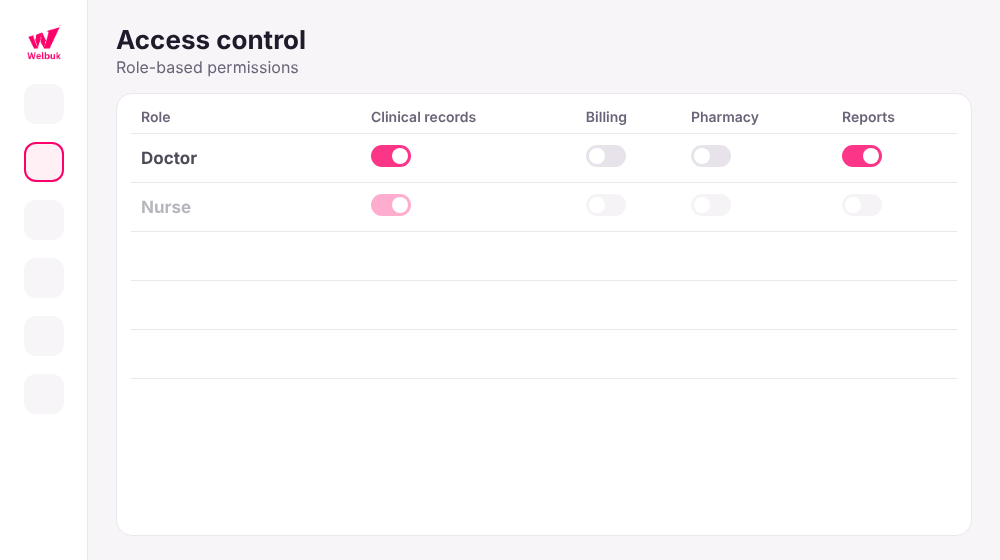 Welbuk
Access control
Role-based permissions
Role Clinical records Billing Pharmacy Reports
Doctor
Nurse